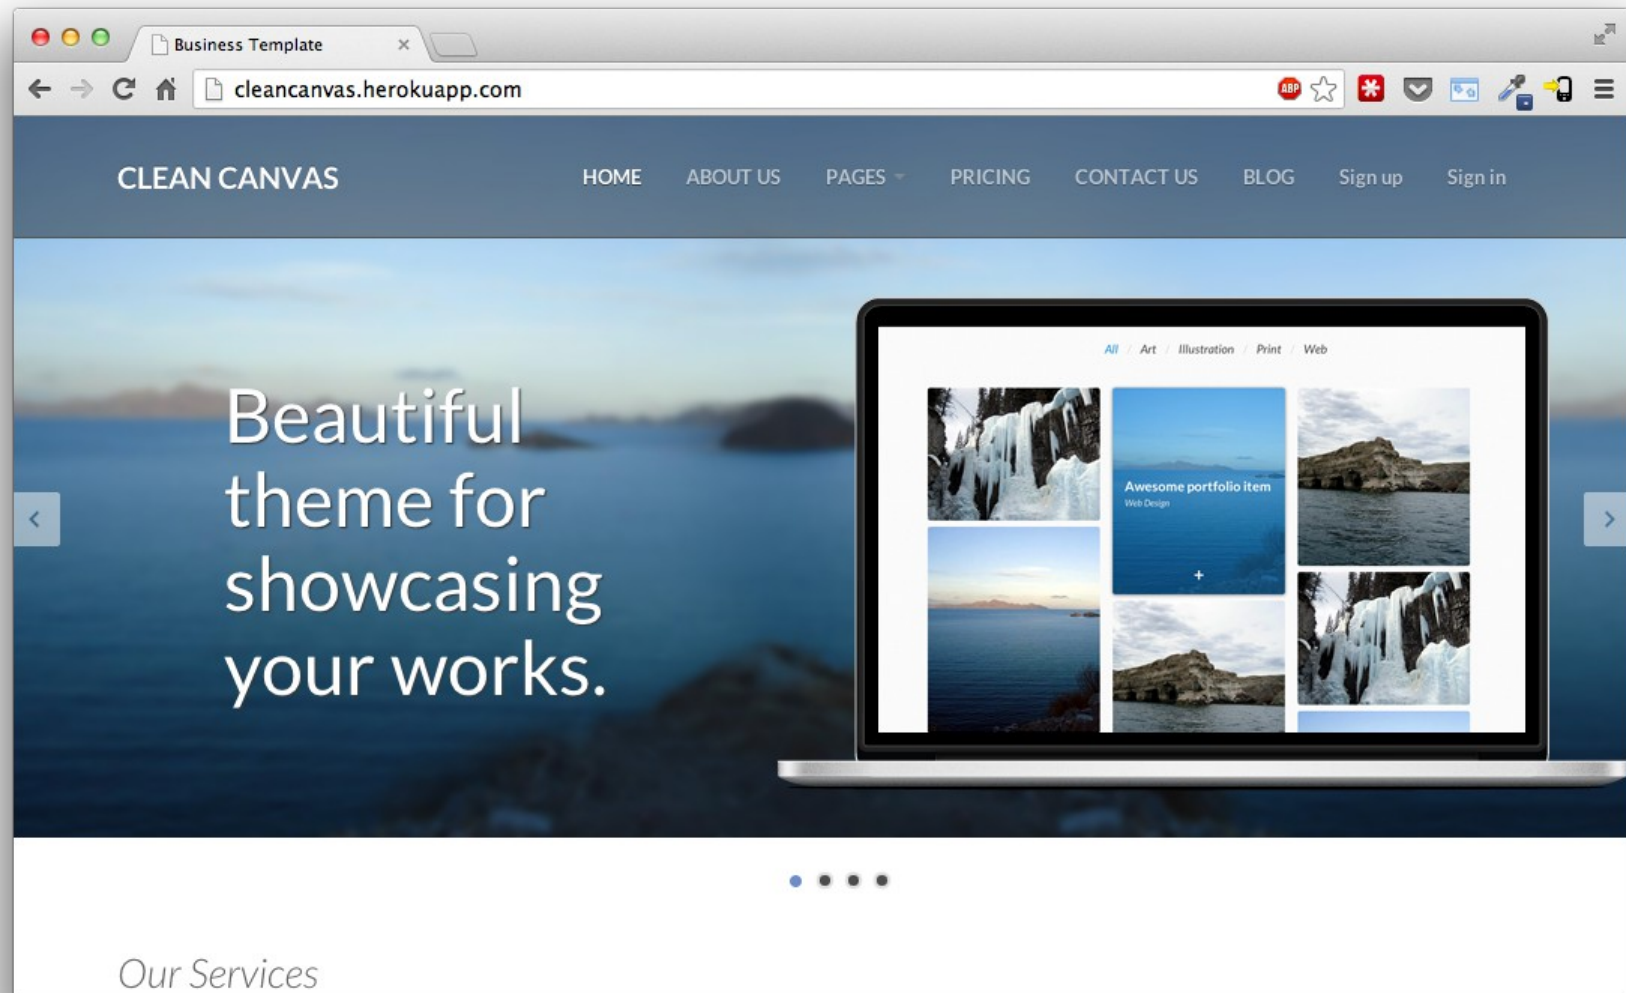 Business Template
cleancanvas.herokuapp.com
ABP
CLEAN CANVAS
HOME ABOUT US PAGES PRICING CONTACT US BLOG Sign up Sign in
All / Art / Illustration / Print / Web
Beautiful
theme for
showcasing
your works.
Awesome portfolio item
Web Design
Our Services